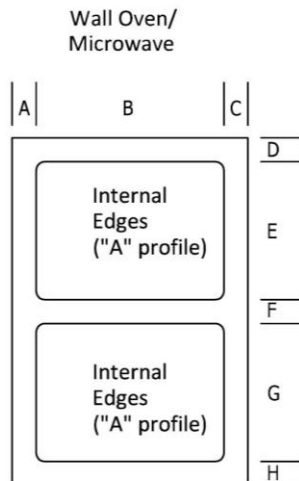 Wall Oven/
Microwave
A B C
D
Internal
Edges
("A" profile)
E
F
Internal
Edges
("A" profile)
G
H